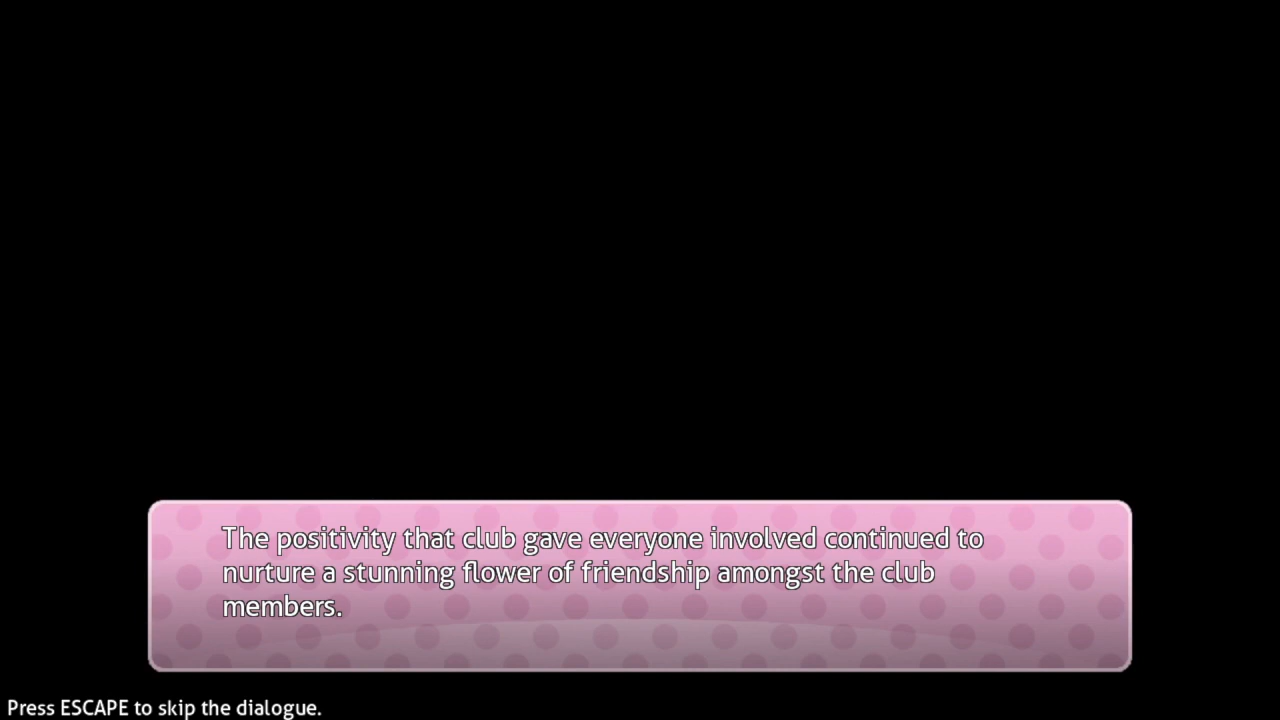 The positivity that club gave everyone involved continued to
nurture a stunning flower of friendship amongst the club
members.
Press ESCAPE to skip the dialogue.